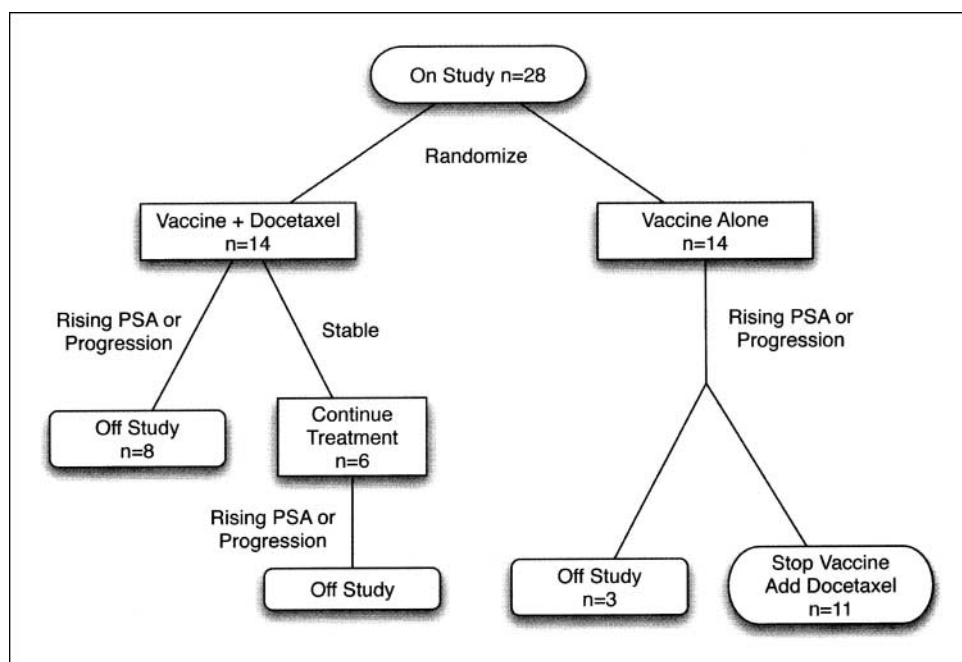 On Study n=28
Randomize
Vaccine + Docetaxel
n=14
Vaccine Alone
n=14
Rising PSA or
Progression
Stable
Rising PSA or
Progression
Off Study
n=8
Continue
Treatment
n=6
Rising PSA or
Progression
Off Study
Off Study
n=3
Stop Vaccine
Add Docetaxel
n=11